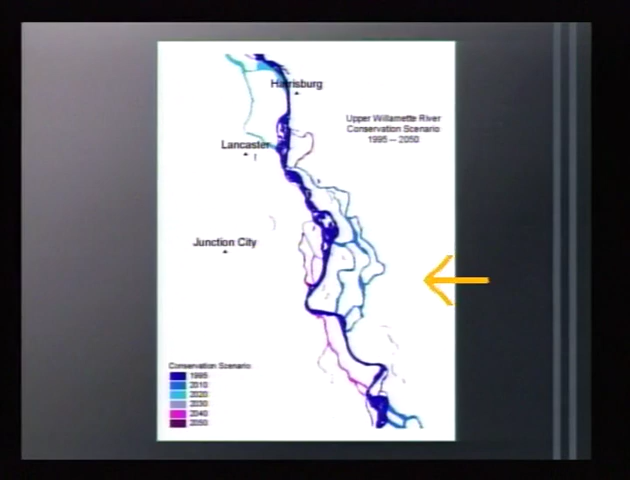 Harrisburg
Upper Willamette River
Conservation Scenario
1995 -- 2050
Lancaster
Junction City
Conservation Scenario
1995
2010
2020
2030
2040
2050